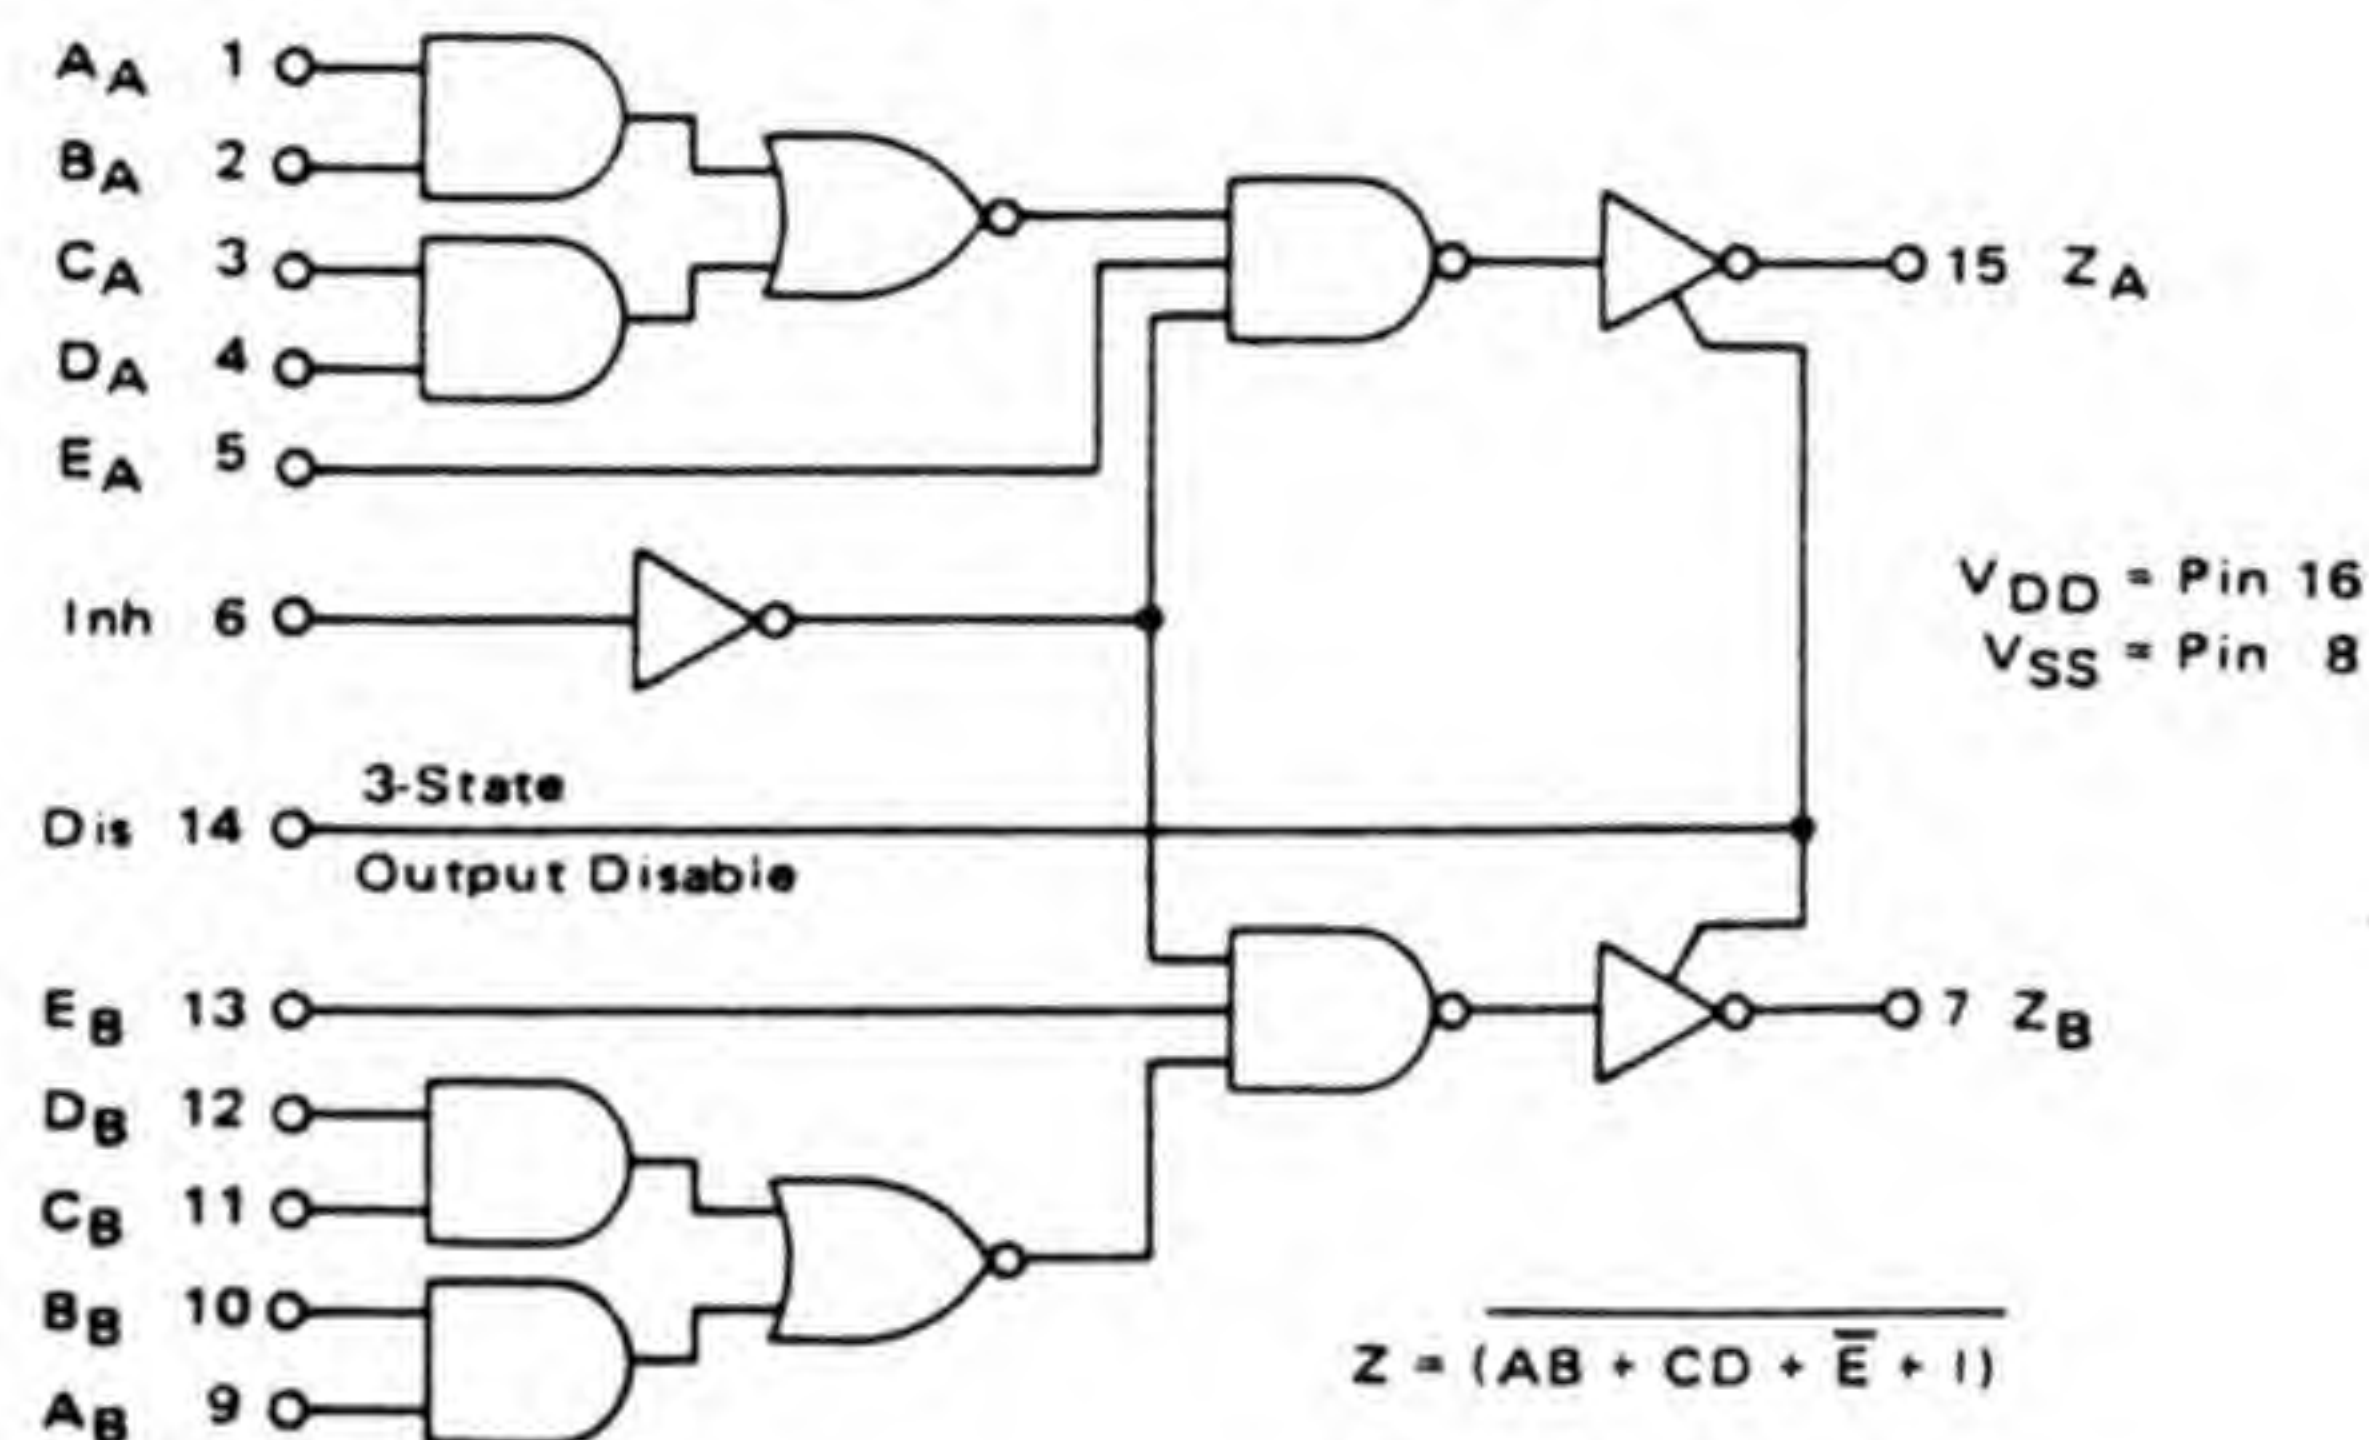 AA 1
BA 2
CA 3
DA 4
EA 5
15 ZA
Inh 6
VDD = Pin 16
VSS = Pin 8
3-State
Dis 14
Output Disable
EB 13
7 ZB
DB 12
CB 11
BB 10
AB 9
Z = (AB + CD + E̅ + I)